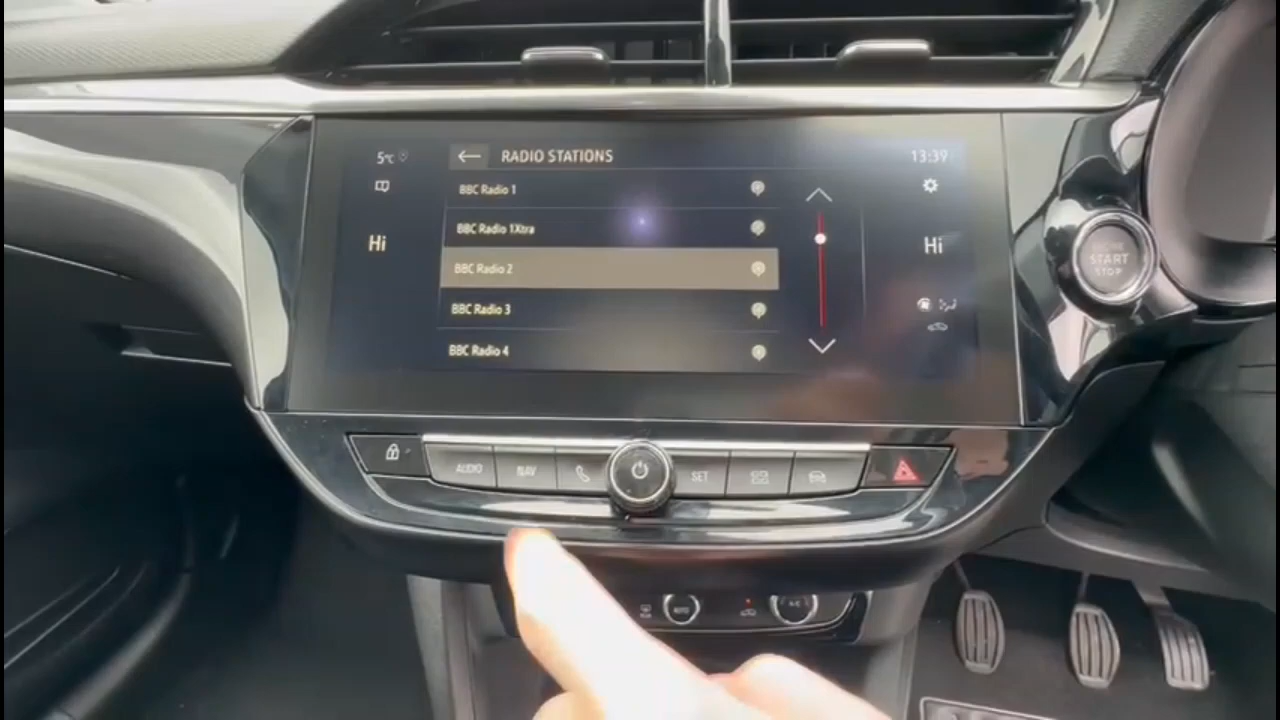 5°C
RADIO STATIONS
13:39
BBC Radio 1
BBC Radio 1Xtra
Hi
Hi
BBC Radio 2
BBC Radio 3
BBC Radio 4
START
STOP
AUDIO
NAV
SET
AUTO
A/C